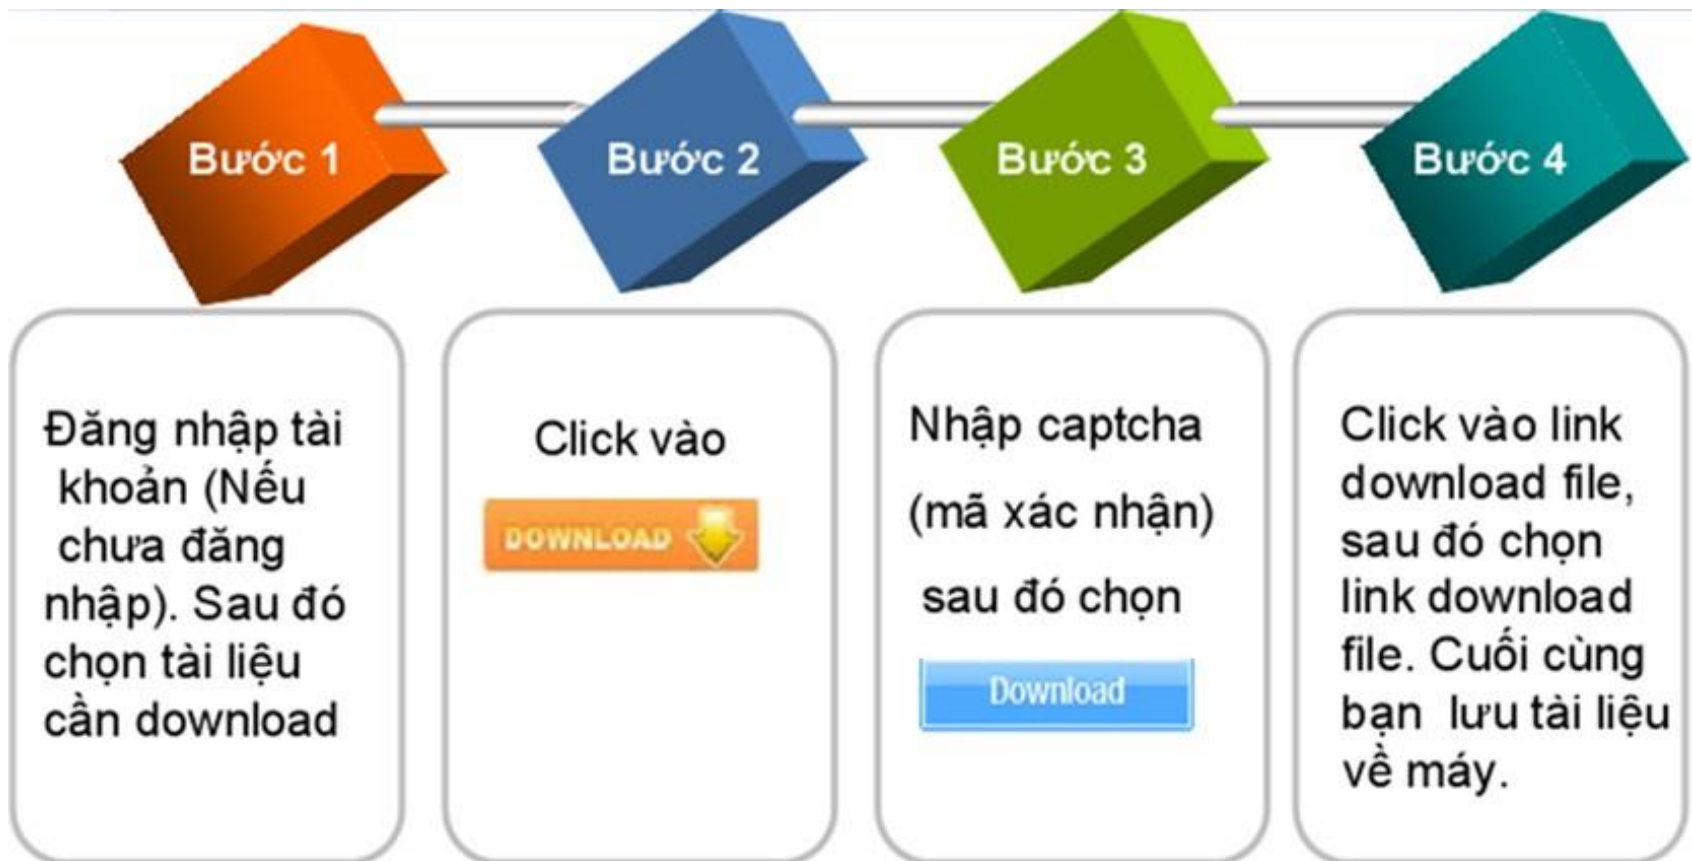 Bước 1
Bước 2
Bước 3
Bước 4
Đăng nhập tài
khoản (Nếu
chưa đăng
nhập). Sau đó
chọn tài liệu
cần download
Click vào
DOWNLOAD
Nhập captcha
(mã xác nhận)
sau đó chọn
Download
Click vào link
download file,
sau đó chọn
link download
file. Cuối cùng
bạn lưu tài liệu
về máy.